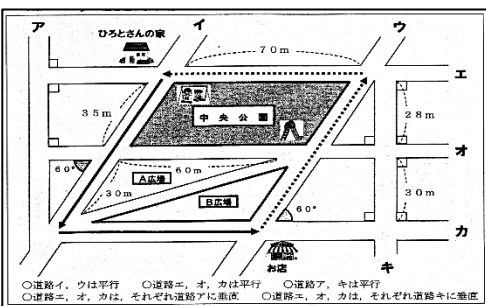 ア
イ
ウ
ひろとさんの家
70m
エ
35m
中央公園
28m
オ
60°
60m
A広場
30m
B広場
60°
30m
カ
お店
キ
○道路イ，ウは平行　○道路エ，オ，カは平行　○道路ア，キは平行
○道路エ，オ，カは，それぞれ道路アに垂直　○道路エ，オ，カは，それぞれ道路キに垂直